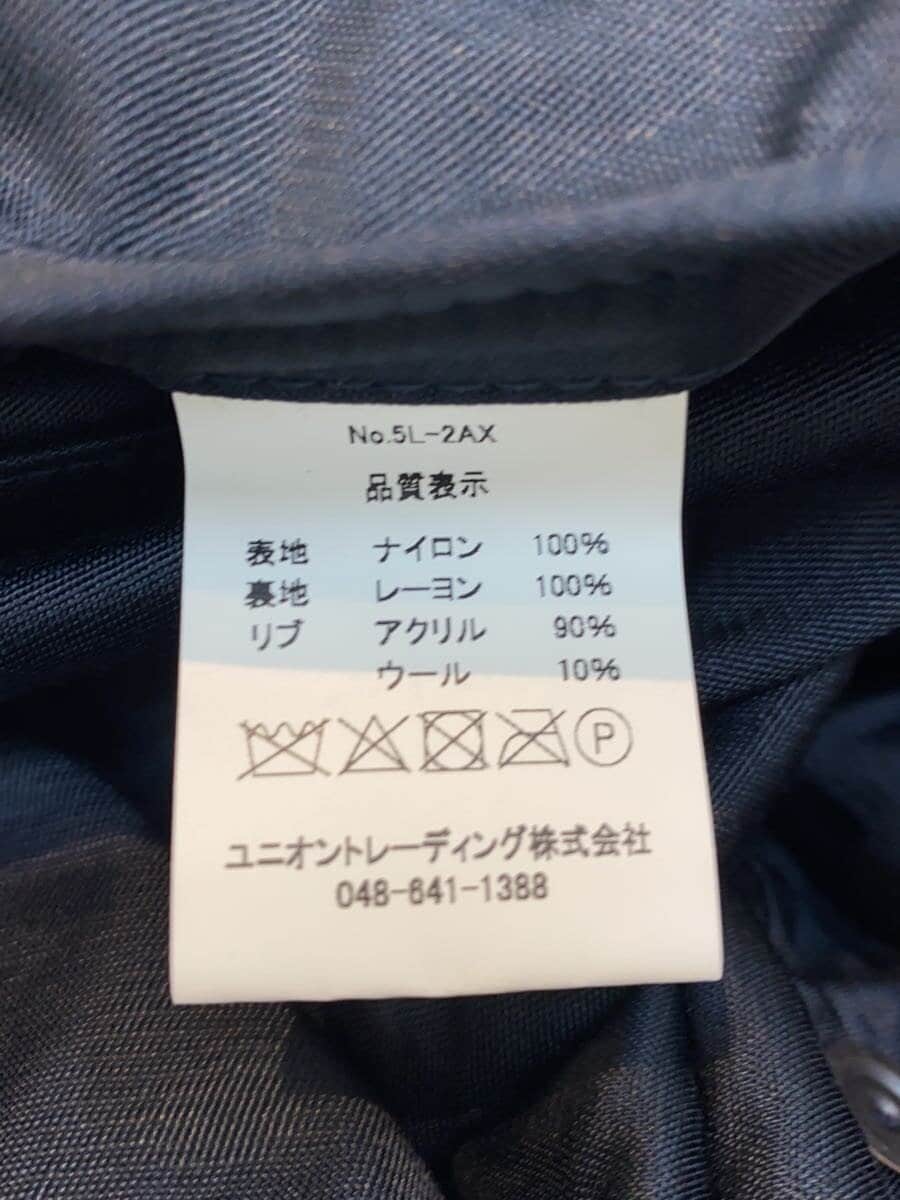 No.5L-2AX
品質表示
表地 ナイロン 100%
裏地 レーヨン 100%
リブ アクリル 90%
ウール 10%
P
ユニオントレーディング株式会社
048-641-1388